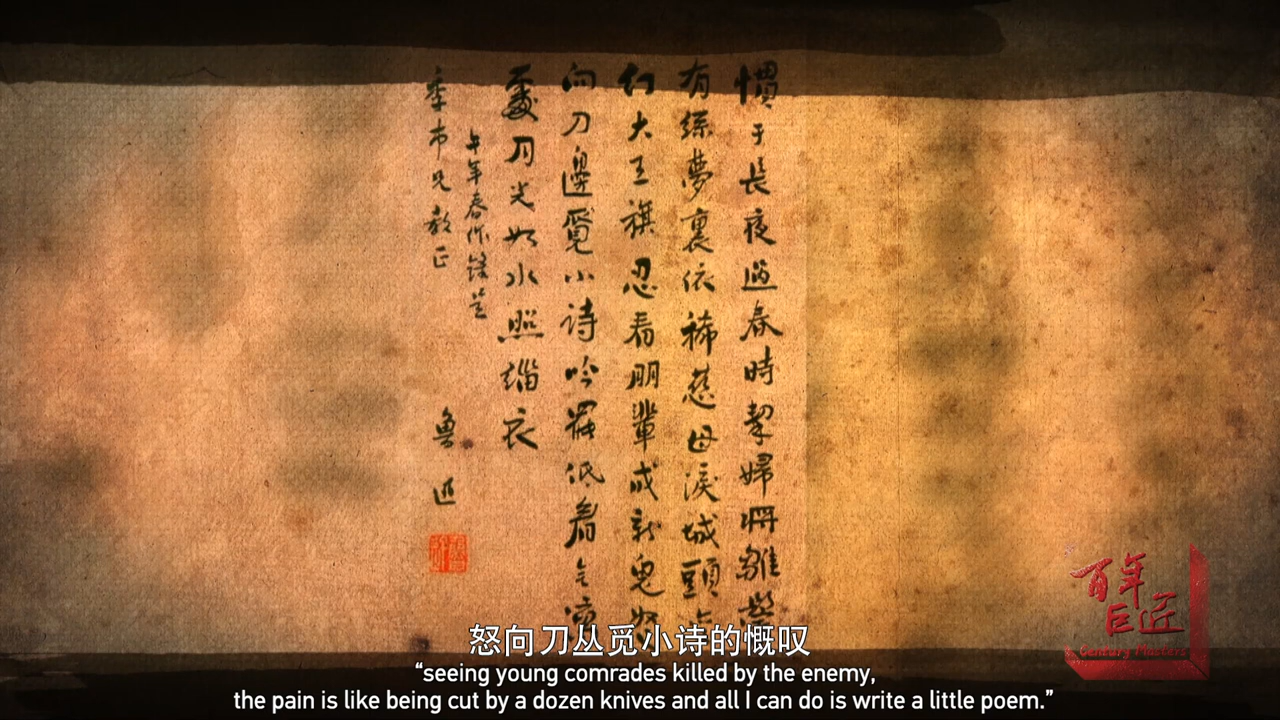 慣于長夜過春時挈婦將雛鬢
有絲夢裏依稀慈母淚城頭
幻大王旗忍看朋輩成新鬼怒
向刀邊覓小詩吟罷低眉無寫
處月光如水照緇衣
午年春作錄呈
季市兄教正
魯迅
怒向刀丛觅小诗的慨叹
“seeing young comrades killed by the enemy,
the pain is like being cut by a dozen knives and all I can do is write a little poem.”
百年
巨匠
Century Masters